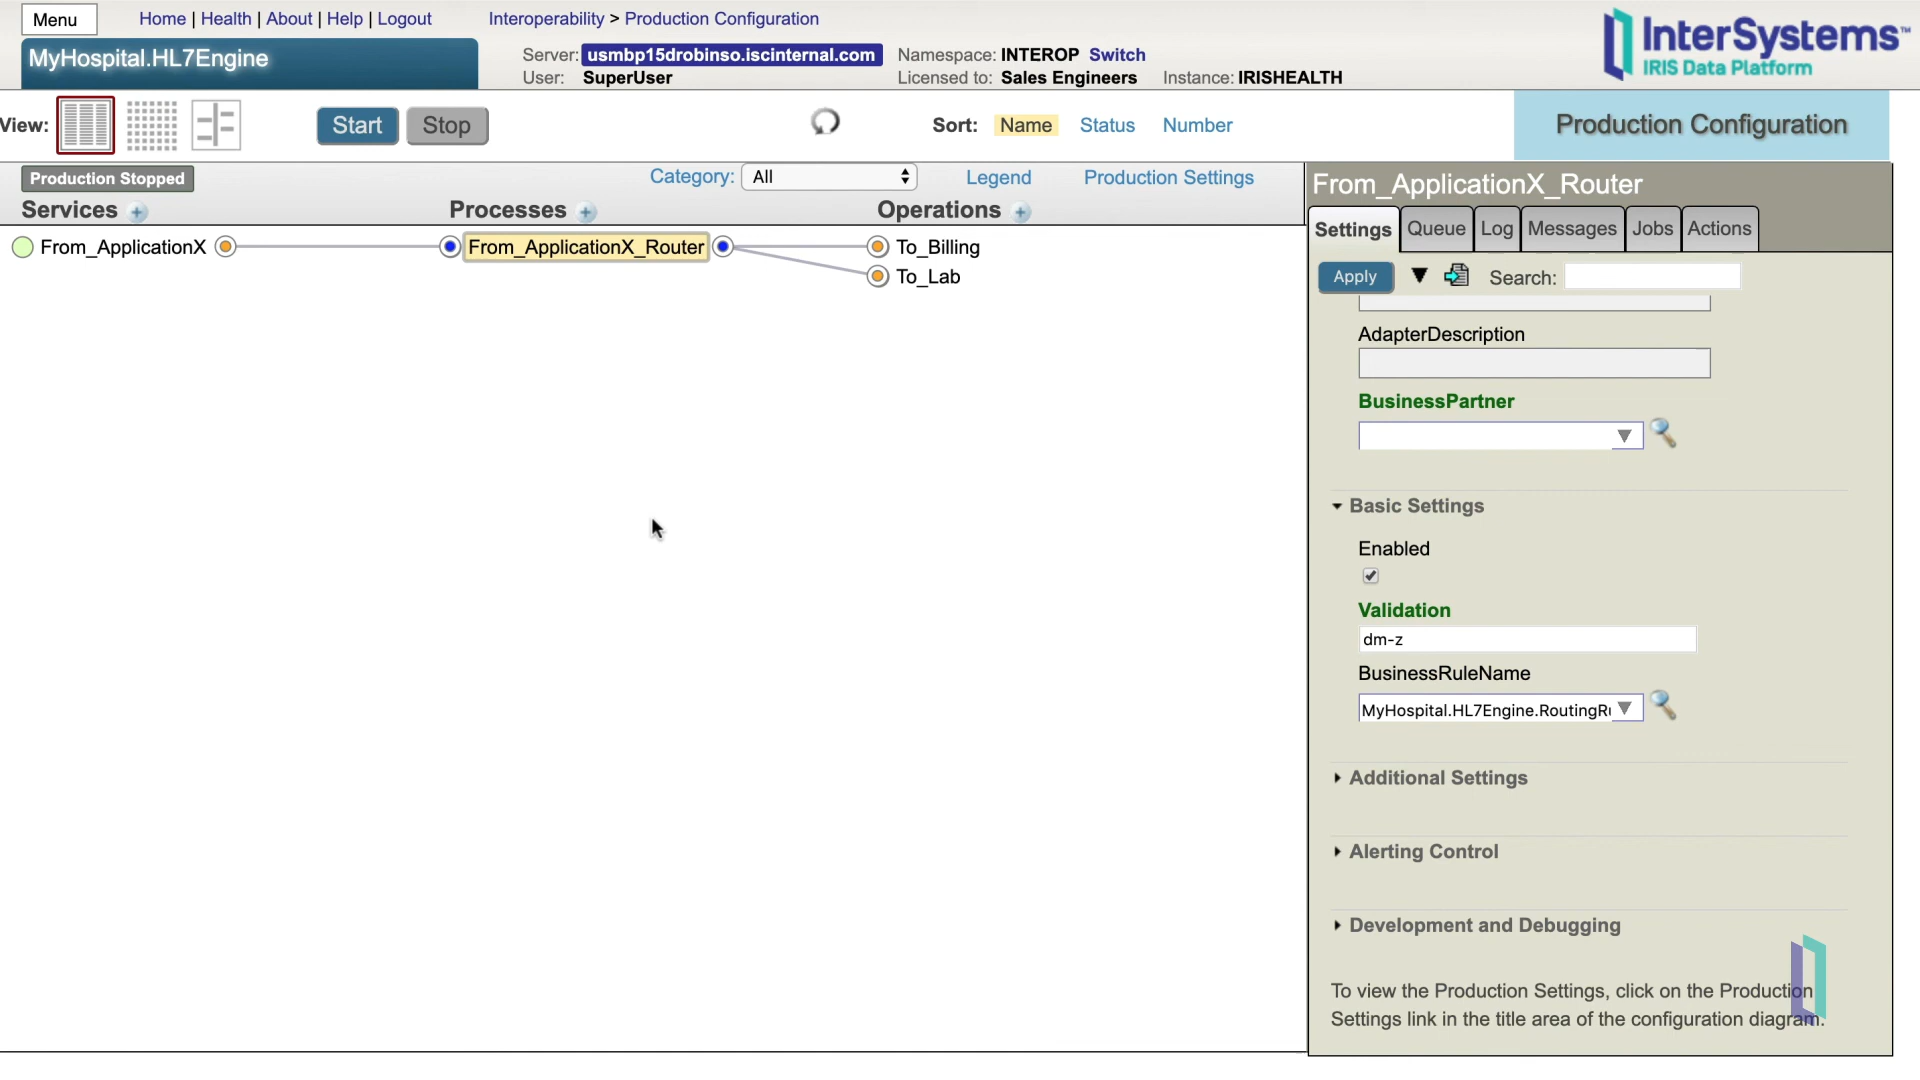 Menu
Home | Health | About | Help | Logout
Interoperability > Production Configuration
MyHospital.HL7Engine
Server: usmbp15drobinso.iscinternal.com
Namespace: INTEROP Switch
User: SuperUser
Licensed to: Sales Engineers
Instance: IRISHEALTH
InterSystems™
IRIS Data Platform
View:
Start
Stop
Sort: Name Status Number
Production Configuration
Production Stopped
Category: All
Legend
Production Settings
Services
Processes
Operations
From_ApplicationX
From_ApplicationX_Router
To_Billing
To_Lab
From_ApplicationX_Router
Settings
Queue
Log
Messages
Jobs
Actions
Apply
Search:
AdapterDescription
BusinessPartner
Basic Settings
Enabled
Validation
dm-z
BusinessRuleName
MyHospital.HL7Engine.RoutingRu
Additional Settings
Alerting Control
Development and Debugging
To view the Production Settings, click on the Production
Settings link in the title area of the configuration diagram.